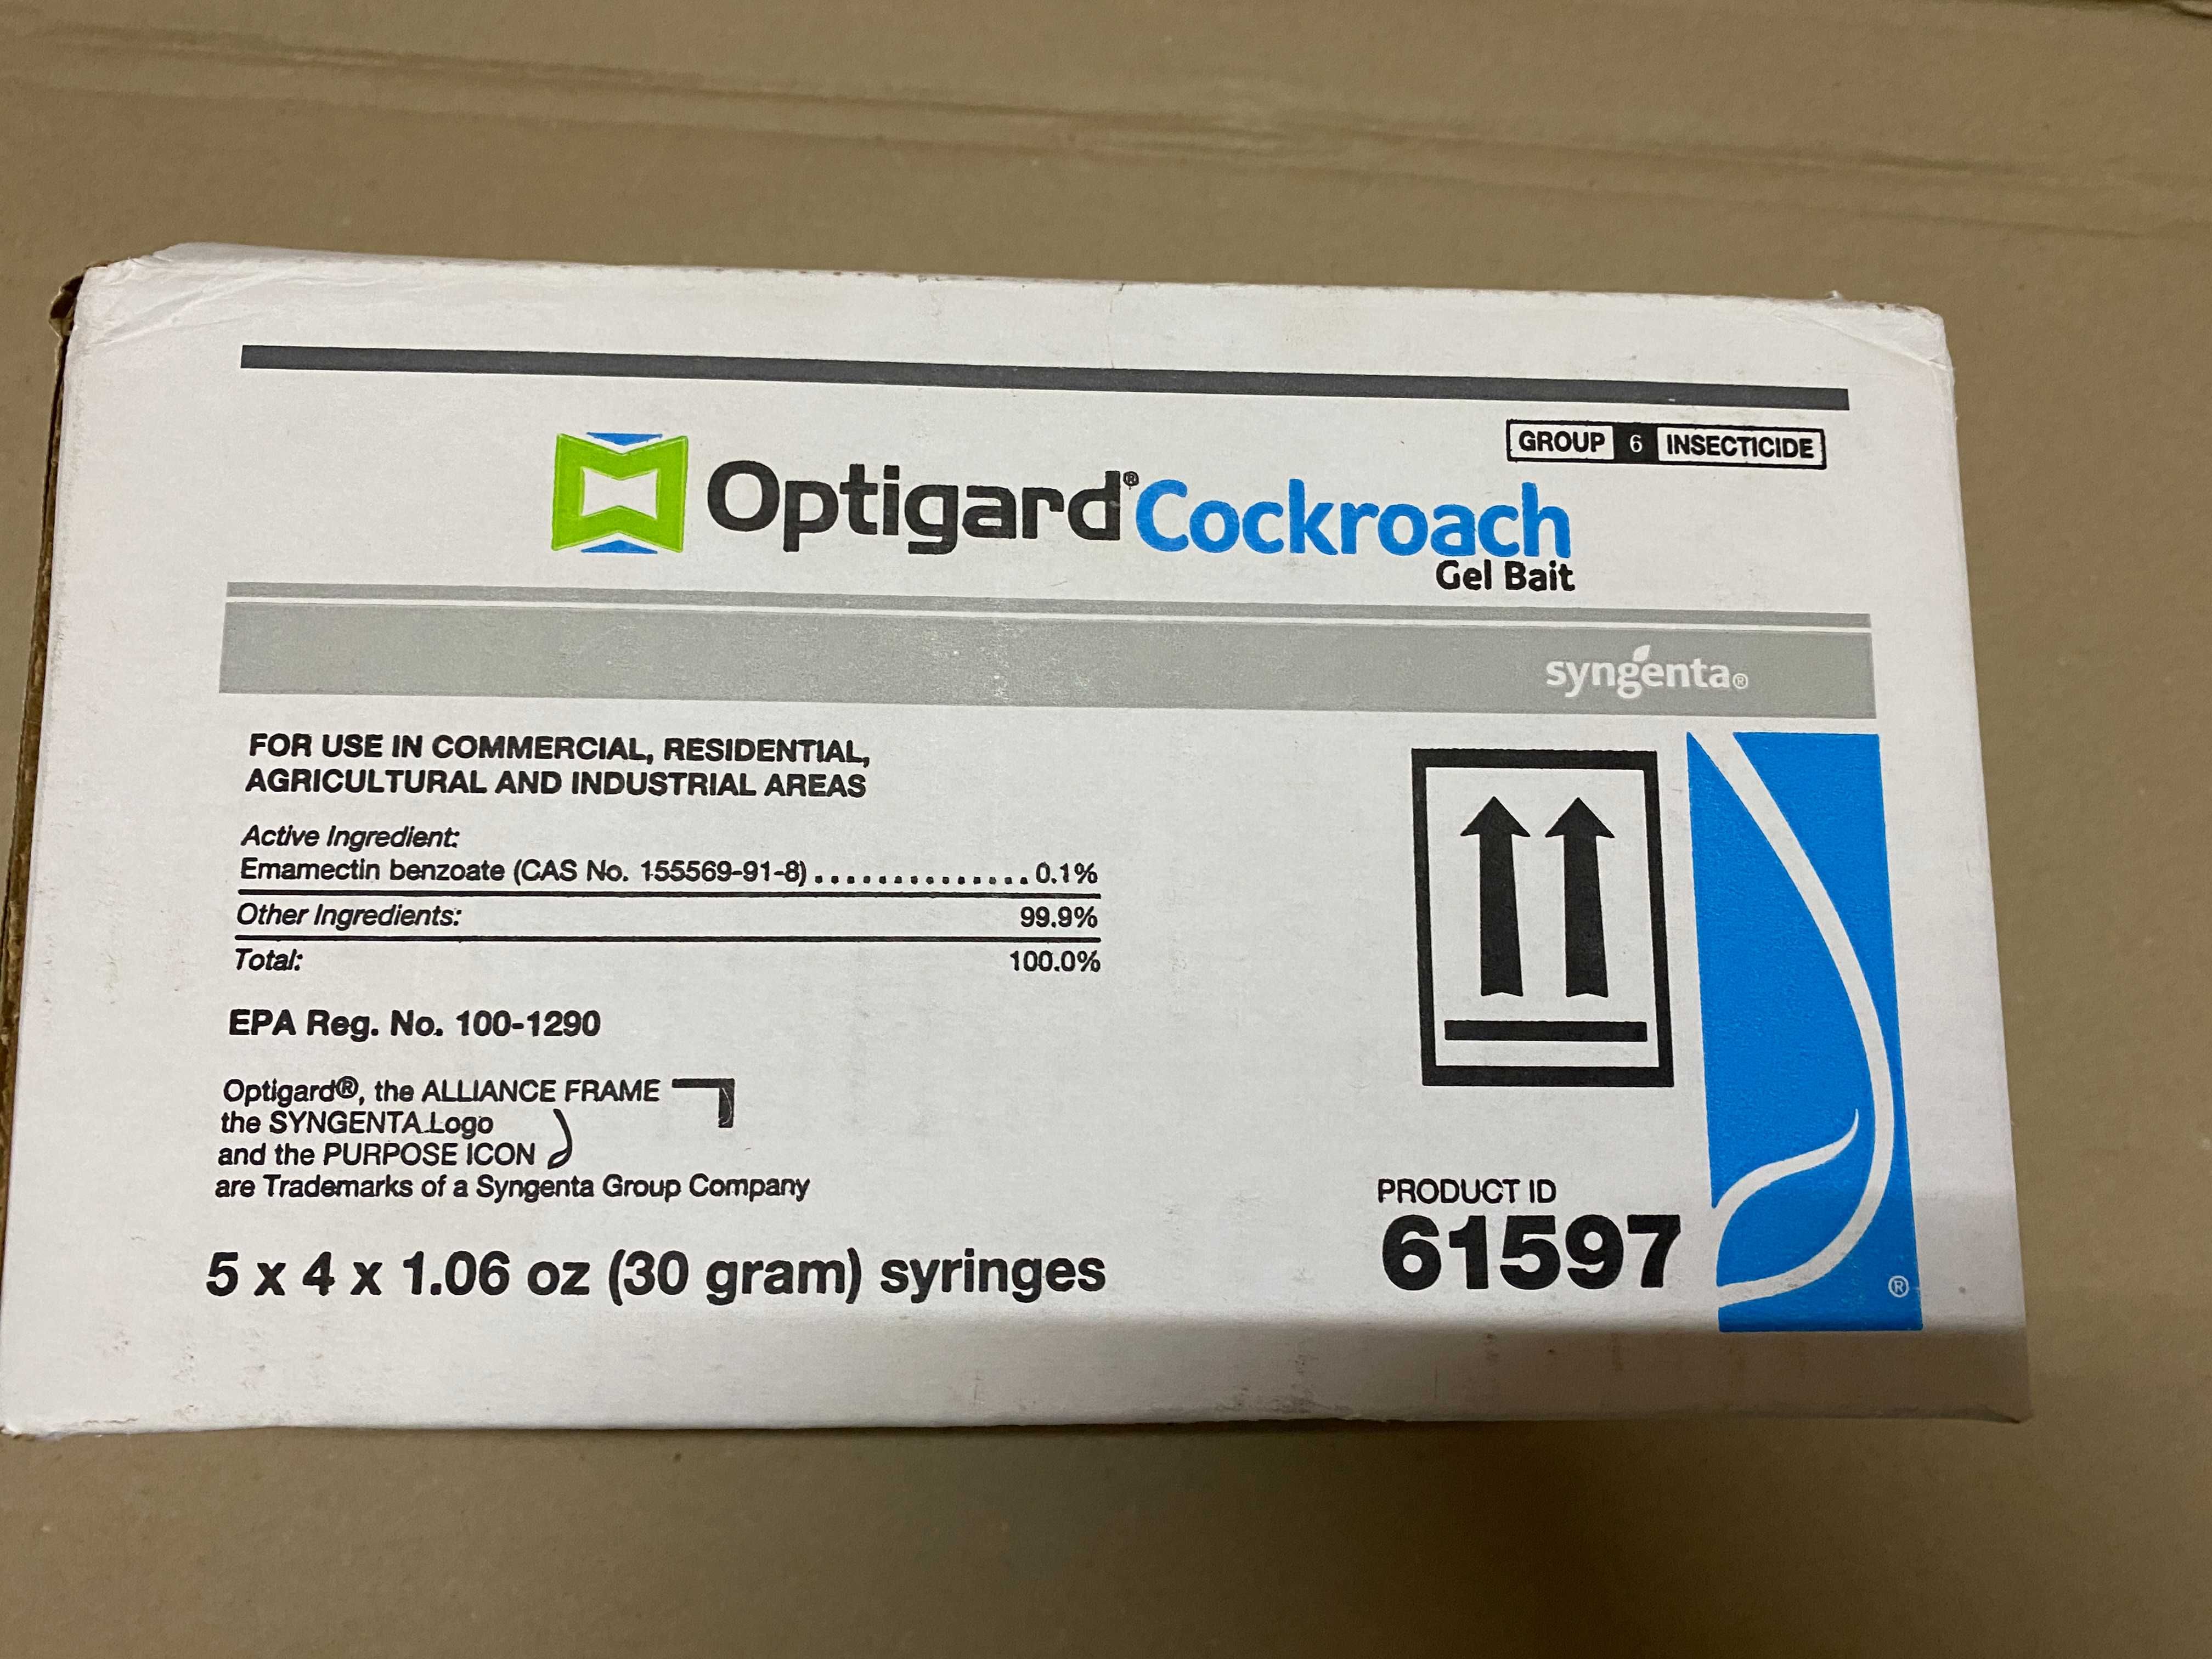 GROUP 6 INSECTICIDE
Optigard® Cockroach
Gel Bait
syngenta®
FOR USE IN COMMERCIAL, RESIDENTIAL,
AGRICULTURAL AND INDUSTRIAL AREAS
Active Ingredient:
Emamectin benzoate (CAS No. 155569-91-8) . . . . . . . . . . . . . . 0.1%
Other Ingredients: 99.9%
Total: 100.0%
EPA Reg. No. 100-1290
Optigard®, the ALLIANCE FRAME
the SYNGENTA Logo
and the PURPOSE ICON
are Trademarks of a Syngenta Group Company
5 x 4 x 1.06 oz (30 gram) syringes
PRODUCT ID
61597
®